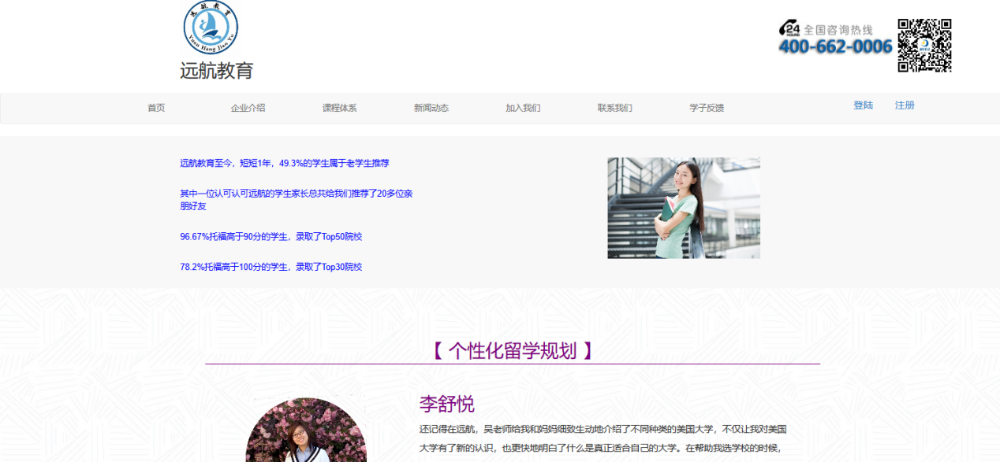 远航教育
Yuan Hang Jiao Yu
远航教育
24 全国咨询热线
HOURS
400-662-0006
首页 企业介绍 课程体系 新闻动态 加入我们 联系我们 学子反馈 登陆 注册
远航教育至今，短短1年，49.3%的学生属于老学生推荐
其中一位认可认可远航的学生家长总共给我们推荐了20多位亲
朋好友
96.67%托福高于90分的学生，录取了Top50院校
78.2%托福高于100分的学生，录取了Top30院校
【 个性化留学规划 】
李舒悦
还记得在远航，吴老师给我和妈妈细致生动地介绍了不同种类的美国大学，不仅让我对美国
大学有了新的认识，也更快地明白了什么是真正适合自己的大学。在帮助我选学校的时候，